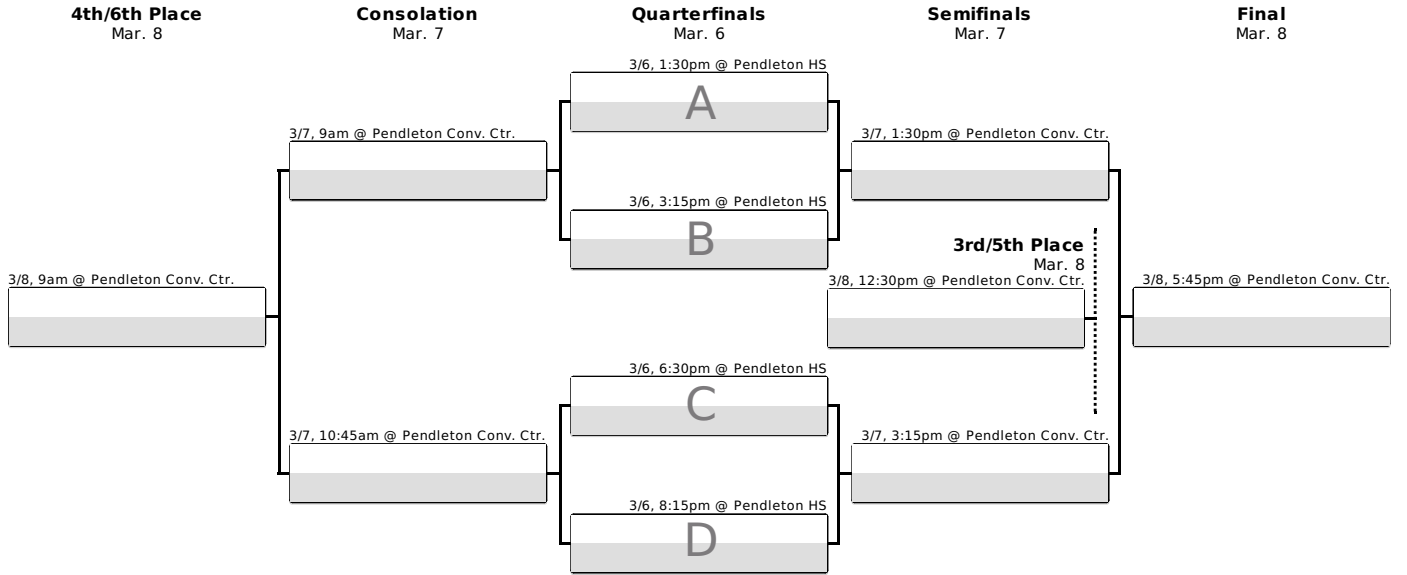 4th/6th Place
Mar. 8
Consolation
Mar. 7
Quarterfinals
Mar. 6
Semifinals
Mar. 7
Final
Mar. 8
3/6, 1:30pm @ Pendleton HS
A
3/7, 9am @ Pendleton Conv. Ctr.
3/7, 1:30pm @ Pendleton Conv. Ctr.
3/6, 3:15pm @ Pendleton HS
B
3rd/5th Place
Mar. 8
3/8, 9am @ Pendleton Conv. Ctr.
3/8, 12:30pm @ Pendleton Conv. Ctr.
3/8, 5:45pm @ Pendleton Conv. Ctr.
3/6, 6:30pm @ Pendleton HS
C
3/7, 10:45am @ Pendleton Conv. Ctr.
3/7, 3:15pm @ Pendleton Conv. Ctr.
3/6, 8:15pm @ Pendleton HS
D